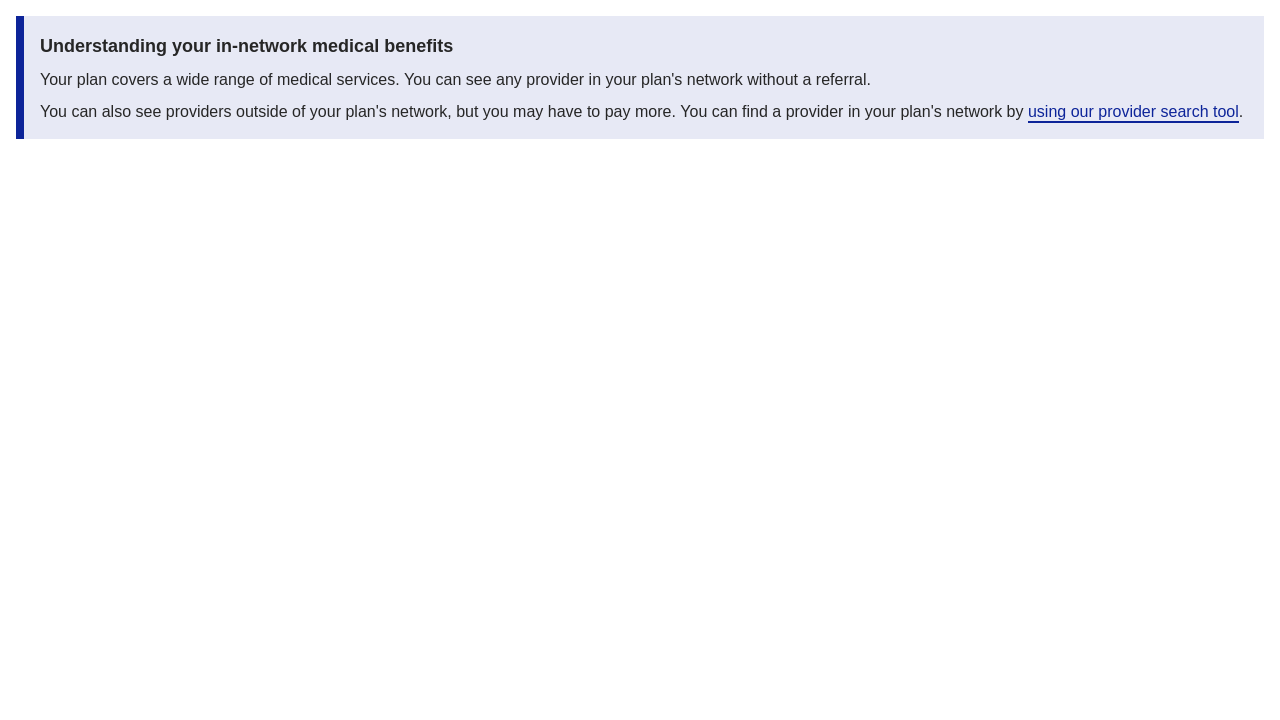 Understanding your in-network medical benefits
Your plan covers a wide range of medical services. You can see any provider in your plan's network without a referral.
You can also see providers outside of your plan's network, but you may have to pay more. You can find a provider in your plan's network by using our provider search tool.